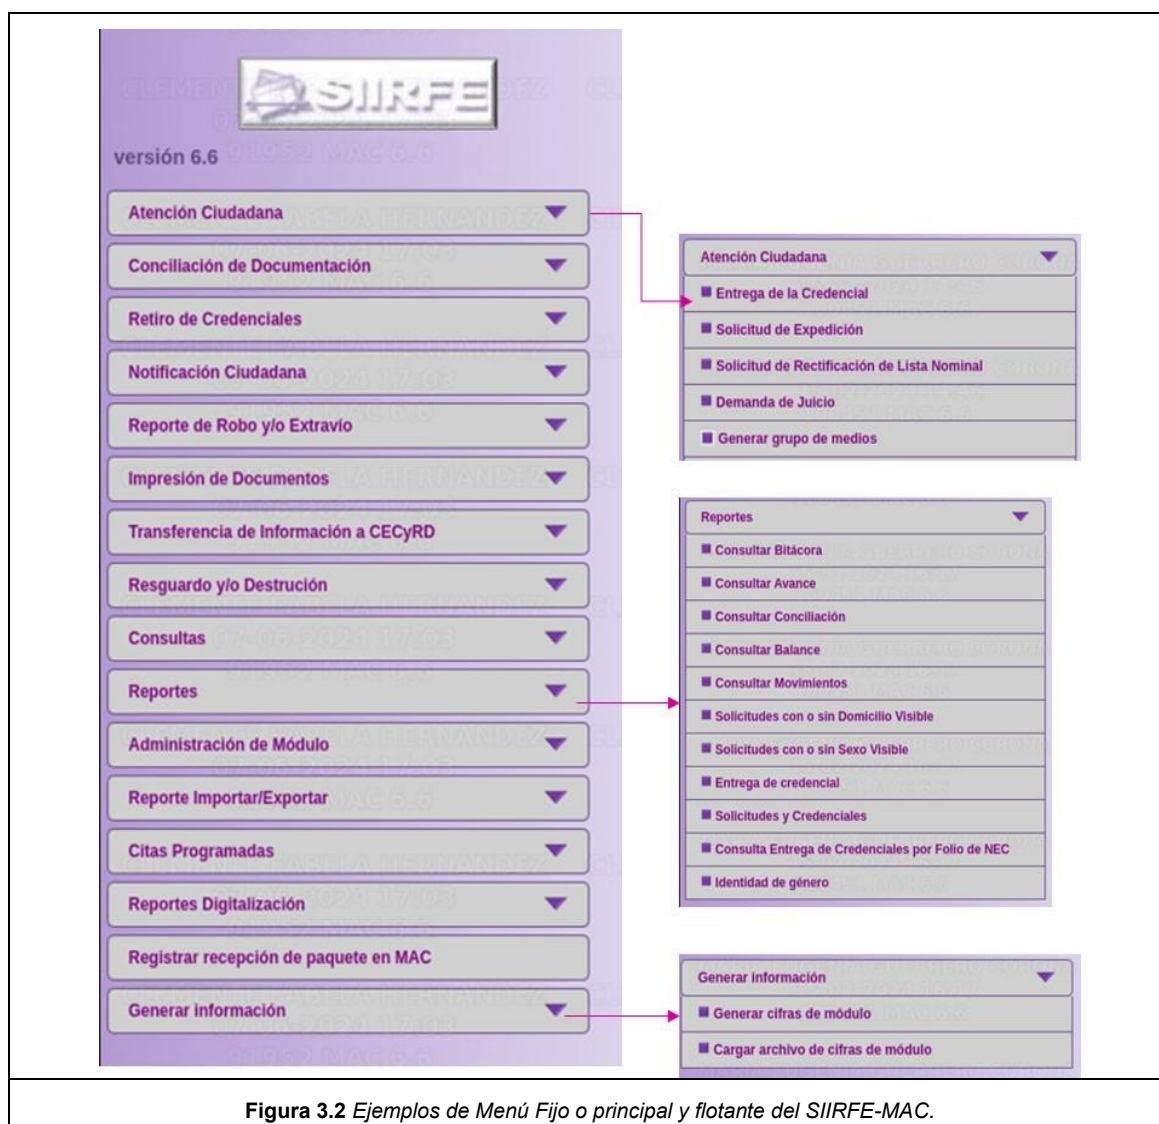 SIIRFE
versión 6.6
Atención Ciudadana
Conciliación de Documentación
Retiro de Credenciales
Notificación Ciudadana
Reporte de Robo y/o Extravío
Impresión de Documentos
Transferencia de Información a CECyRD
Resguardo y/o Destrución
Consultas
Reportes
Administración de Módulo
Reporte Importar/Exportar
Citas Programadas
Reportes Digitalización
Registrar recepción de paquete en MAC
Generar información
Atención Ciudadana
Entrega de la Credencial
Solicitud de Expedición
Solicitud de Rectificación de Lista Nominal
Demanda de Juicio
Generar grupo de medios
Reportes
Consultar Bitácora
Consultar Avance
Consultar Conciliación
Consultar Balance
Consultar Movimientos
Solicitudes con o sin Domicilio Visible
Solicitudes con o sin Sexo Visible
Entrega de credencial
Solicitudes y Credenciales
Consulta Entrega de Credenciales por Folio de NEC
Identidad de género
Generar información
Generar cifras de módulo
Cargar archivo de cifras de módulo
Figura 3.2 Ejemplos de Menú Fijo o principal y flotante del SIIRFE-MAC.